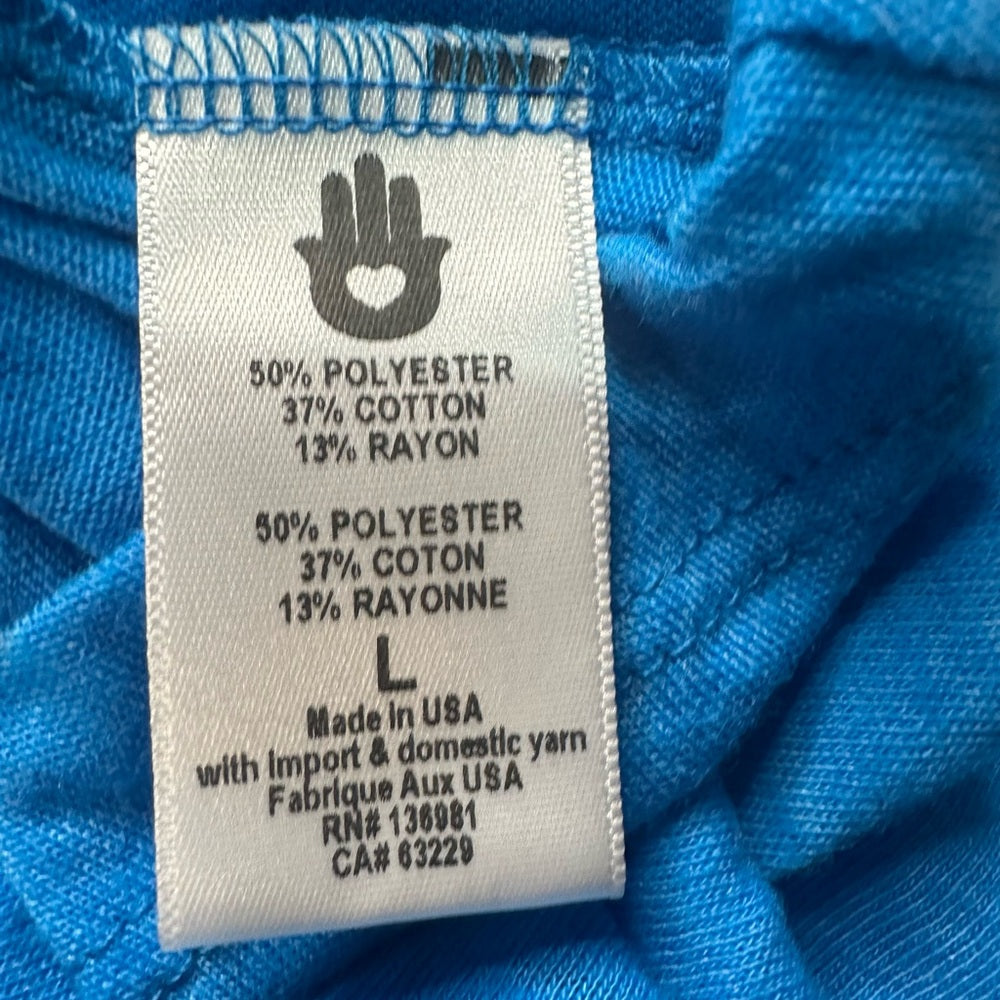 50% POLYESTER
37% COTTON
13% RAYON
50% POLYESTER
37% COTON
13% RAYONNE
L
Made in USA
with import & domestic yarn
Fabrique Aux USA
RN# 136981
CA# 63229